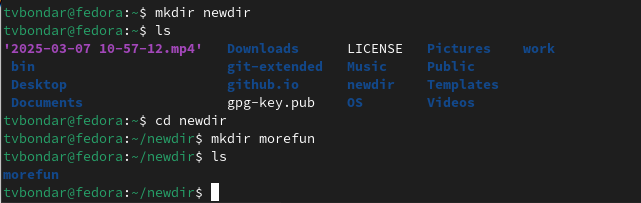 tvbondar@fedora:~$ mkdir newdir
tvbondar@fedora:~$ ls
'2025-03-07 10-57-12.mp4'   Downloads      LICENSE   Pictures   work
 bin                        git-extended   Music     Public
 Desktop                    github.io      newdir    Templates
 Documents                  gpg-key.pub    OS        Videos
tvbondar@fedora:~$ cd newdir
tvbondar@fedora:~/newdir$ mkdir morefun
tvbondar@fedora:~/newdir$ ls
morefun
tvbondar@fedora:~/newdir$